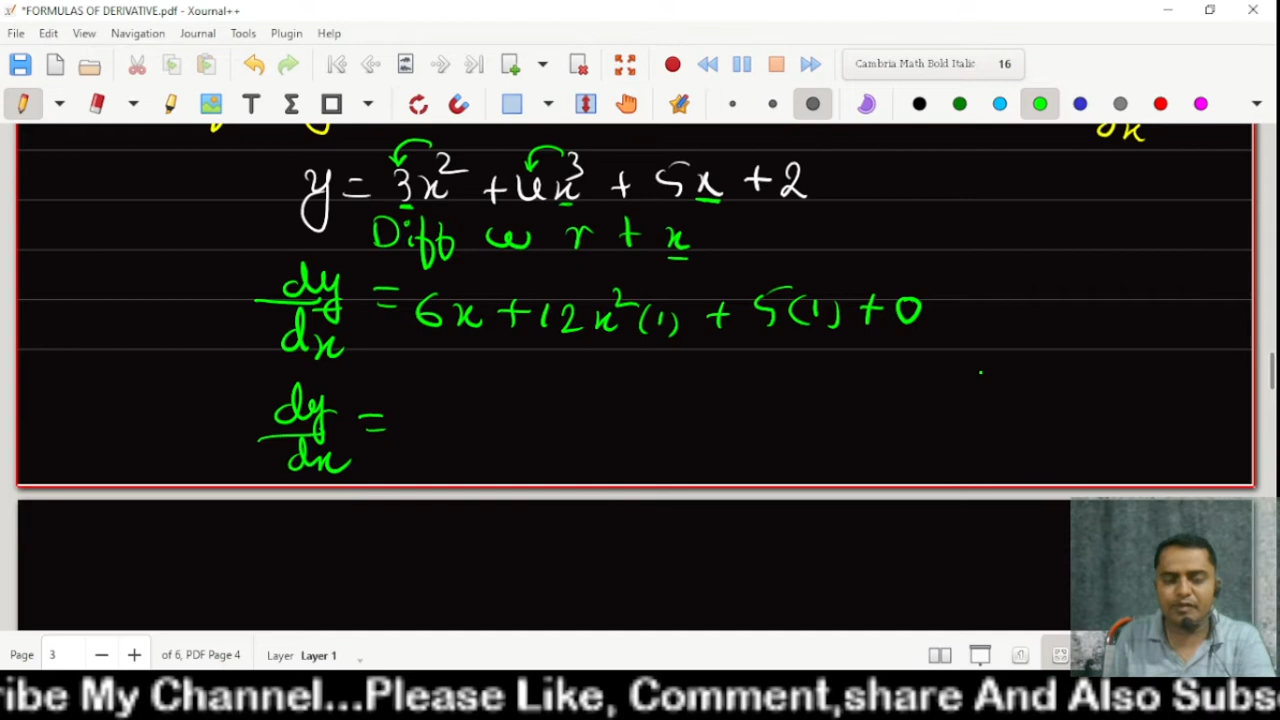 *FORMULAS OF DERIVATIVE.pdf - Xournal++
File Edit View Navigation Journal Tools Plugin Help
Cambria Math Bold Italic 16
y = 3x² + 4x³ + 5x + 2
Diff w r t x
dy/dx = 6x + 12x²(1) + 5(1) + 0
dy/dx =
Page 3 of 6, PDF Page 4 Layer Layer 1
ribe My Channel...Please Like, Comment,share And Also Subs